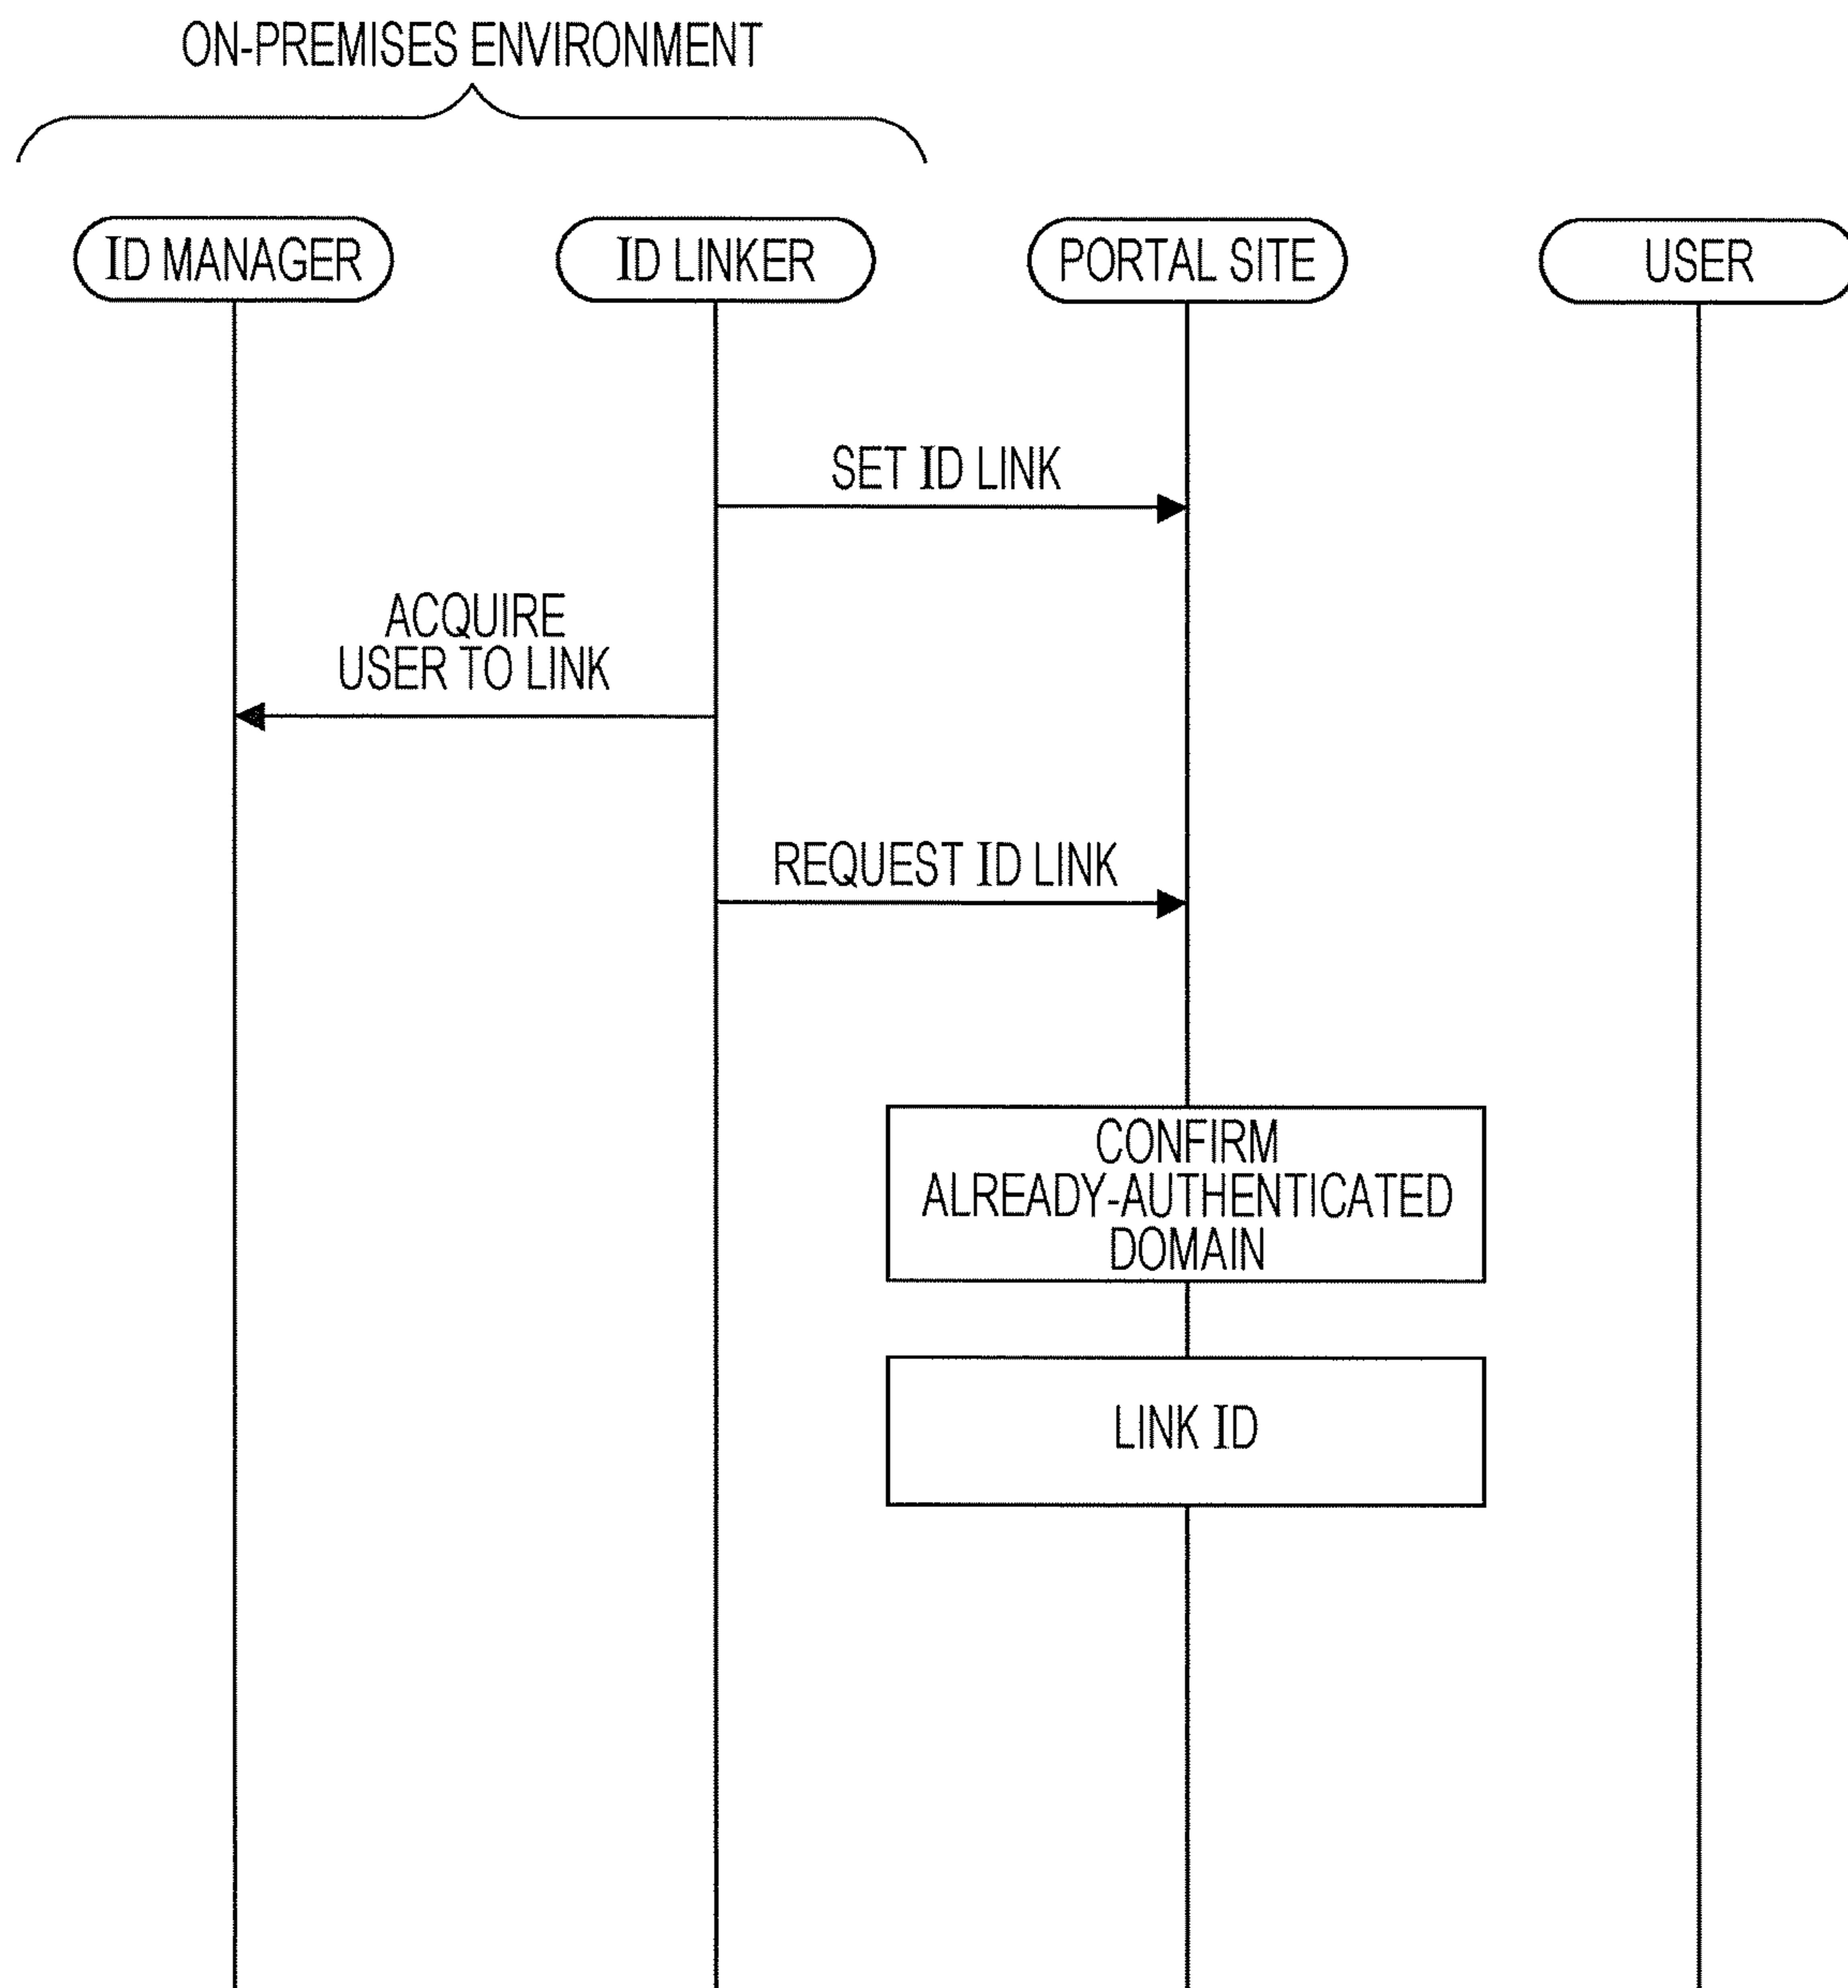 ON-PREMISES ENVIRONMENT
ID MANAGER
ID LINKER
PORTAL SITE
USER
SET ID LINK
ACQUIRE
USER TO LINK
REQUEST ID LINK
CONFIRM
ALREADY-AUTHENTICATED
DOMAIN
LINK ID